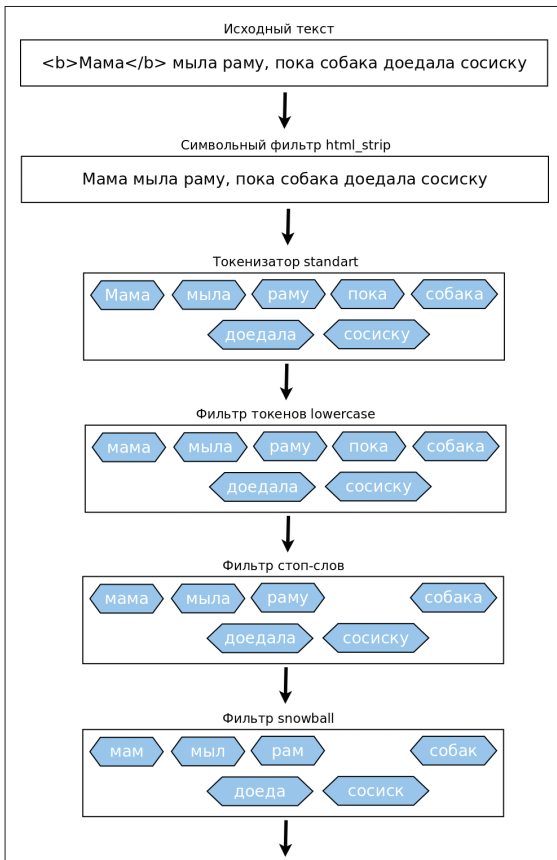 Исходный текст
<b>Мама</b> мыла раму, пока собака доедала сосиску
Символьный фильтр html_strip
Мама мыла раму, пока собака доедала сосиску
Токенизатор standart
Мама мыла раму пока собака
доедала сосиску
Фильтр токенов lowercase
мама мыла раму пока собака
доедала сосиску
Фильтр стоп-слов
мама мыла раму собака
доедала сосиску
Фильтр snowball
мам мыл рам собак
доеда сосиск